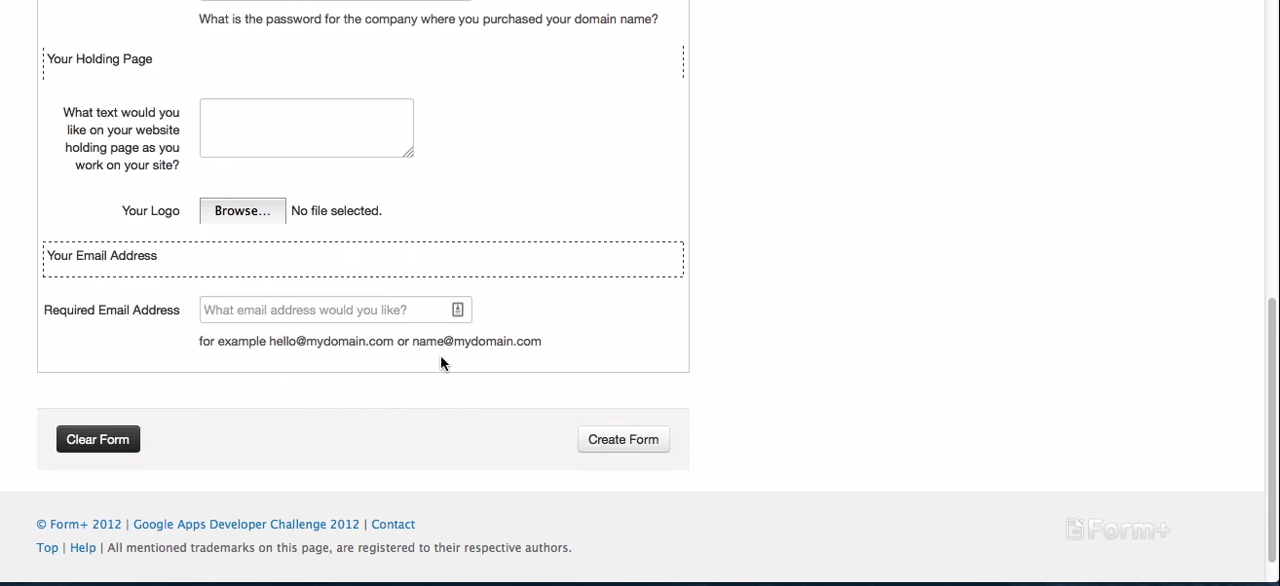 What is the password for the company where you purchased your domain name?
Your Holding Page
What text would you
like on your website
holding page as you
work on your site?
Your Logo Browse... No file selected.
Your Email Address
Required Email Address What email address would you like?
for example hello@mydomain.com or name@mydomain.com
Clear Form Create Form
© Form+ 2012 | Google Apps Developer Challenge 2012 | Contact
Form+
Top | Help | All mentioned trademarks on this page, are registered to their respective authors.